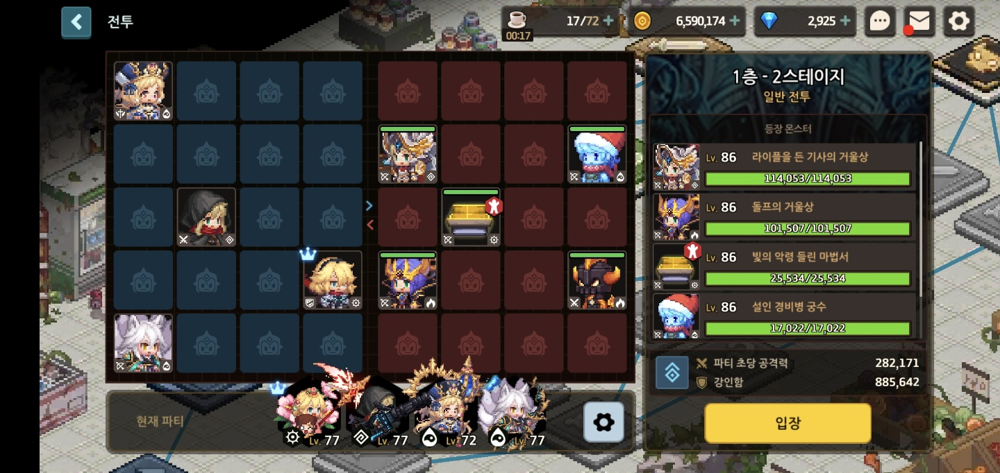 전투
00:17
17/72
6,590,174
2,925
1층 - 2스테이지
일반 전투
등장 몬스터
Lv. 86 라이플을 든 기사의 거울상
114,053/114,053
Lv. 86 돌프의 거울상
101,507/101,507
Lv. 86 빛의 악령 들린 마법서
25,534/25,534
Lv. 86 설인 경비병 궁수
17,022/17,022
파티 초당 공격력 282,171
강인함 885,642
현재 파티
Lv. 77
Lv. 77
Lv. 72
Lv. 77
입장